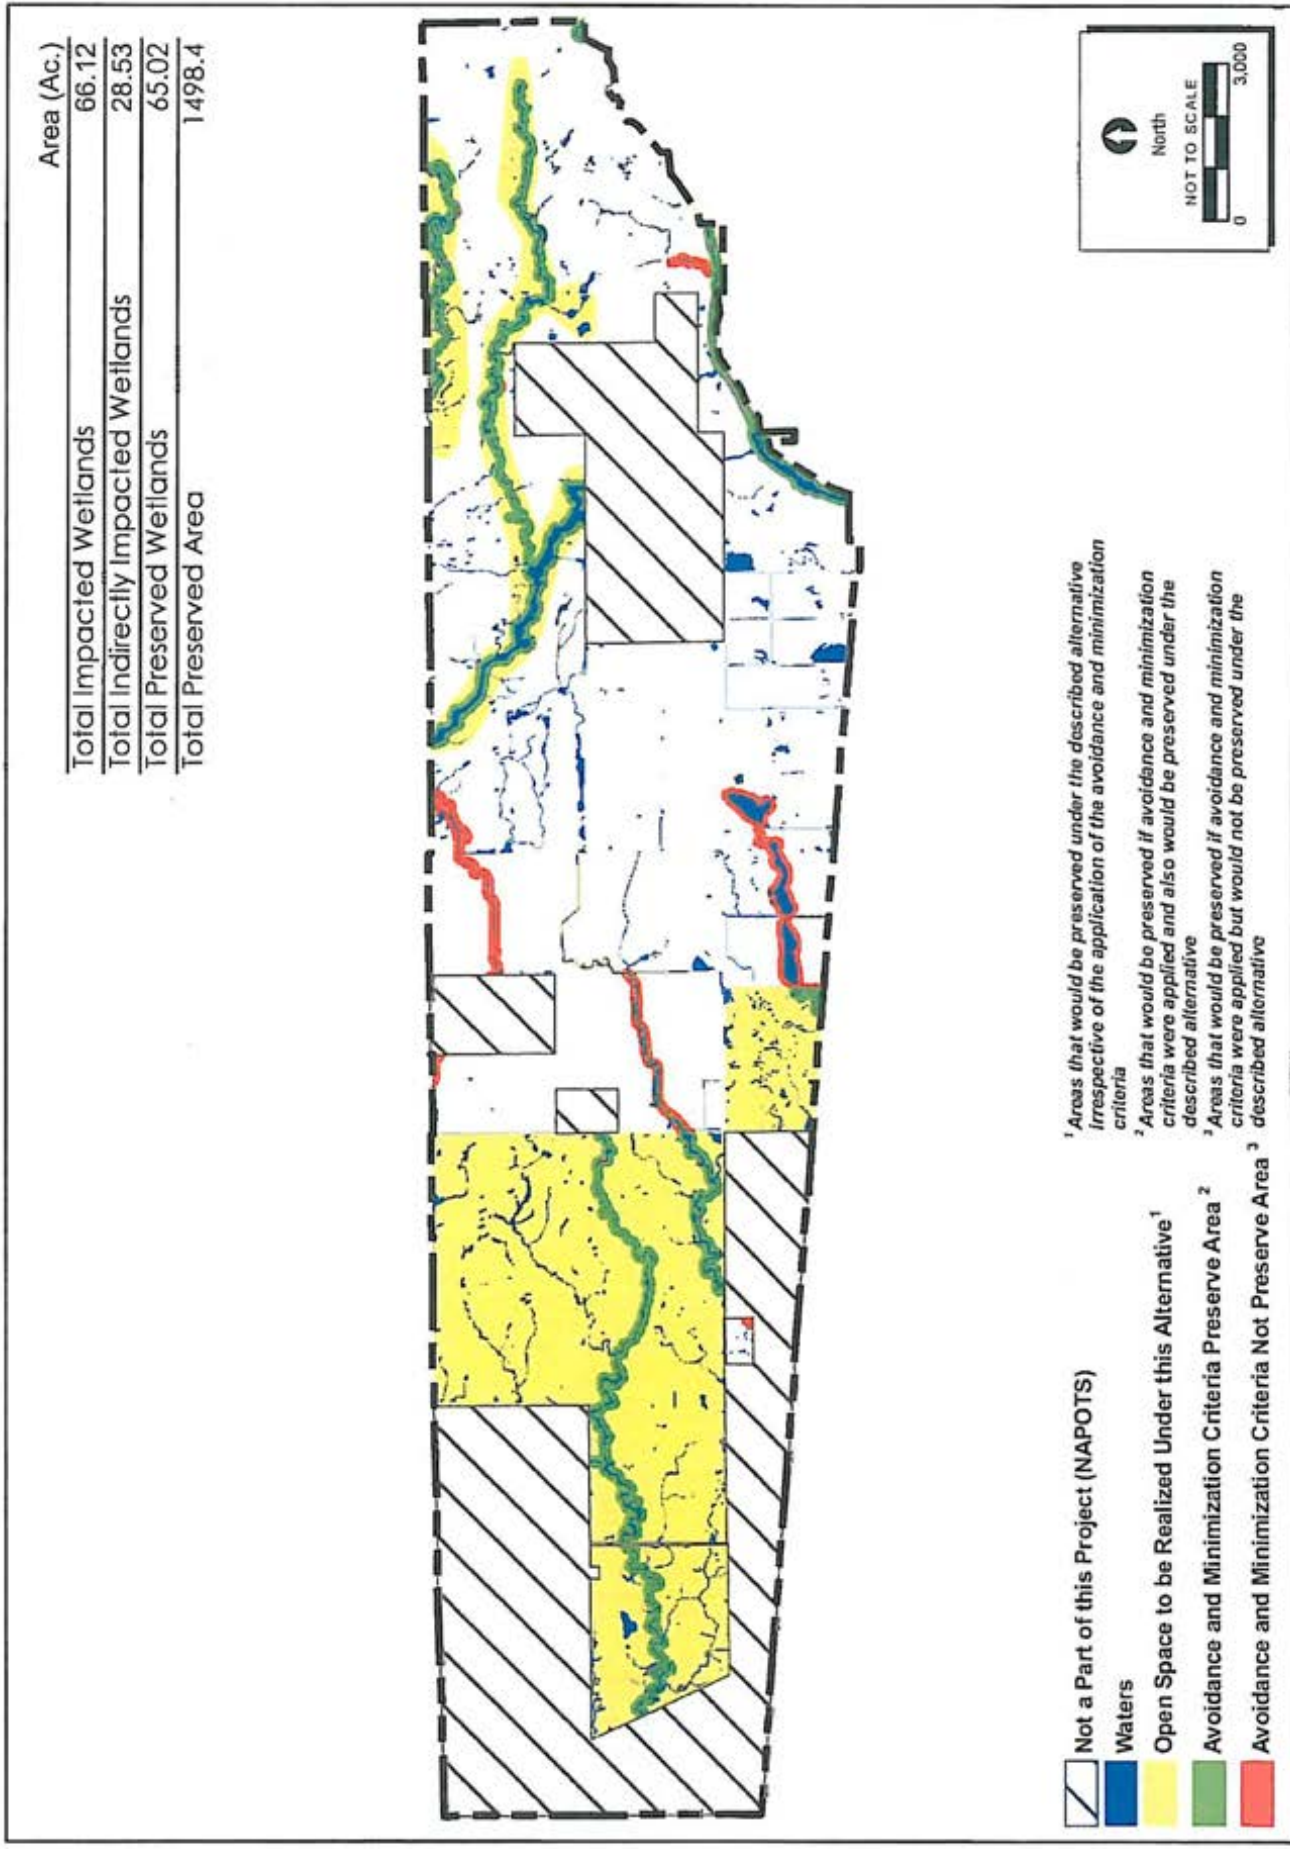 Area (Ac.)
Total Impacted Wetlands 66.12
Total Indirectly Impacted Wetlands 28.53
Total Preserved Wetlands 65.02
Total Preserved Area 1498.4
Not a Part of this Project (NAPOTS)
Waters
Open Space to be Realized Under this Alternative¹
Avoidance and Minimization Criteria Preserve Area ²
Avoidance and Minimization Criteria Not Preserve Area ³
¹ Areas that would be preserved under the described alternative
irrespective of the application of the avoidance and minimization
criteria
² Areas that would be preserved if avoidance and minimization
criteria were applied and also would be preserved under the
described alternative
³ Areas that would be preserved if avoidance and minimization
criteria were applied but would not be preserved under the
described alternative
North
NOT TO SCALE
0 3,000